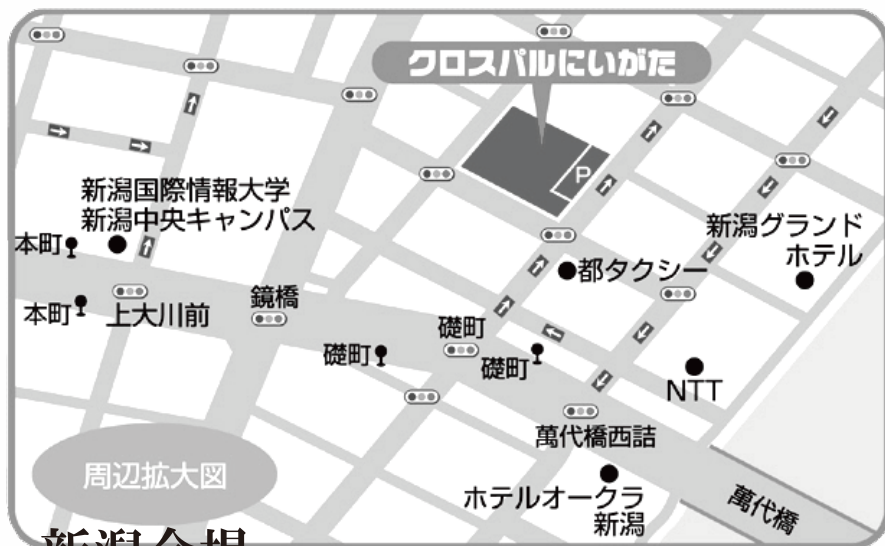 クロスパルにいがた
P
新潟国際情報大学
新潟中央キャンパス
本町
新潟グランド
ホテル
都タクシー
本町
上大川前
鏡橋
礎町
礎町
礎町
NTT
萬代橋西詰
周辺拡大図
ホテルオークラ
新潟
萬代橋
新潟会場